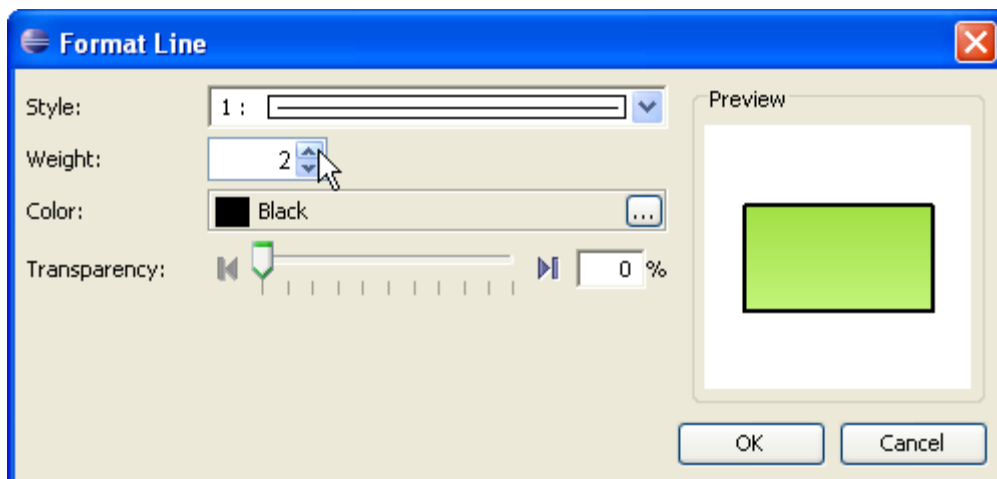 Format Line
Style:
1 :
Preview
Weight:
2
Color:
Black
...
Transparency:
0 %
OK
Cancel